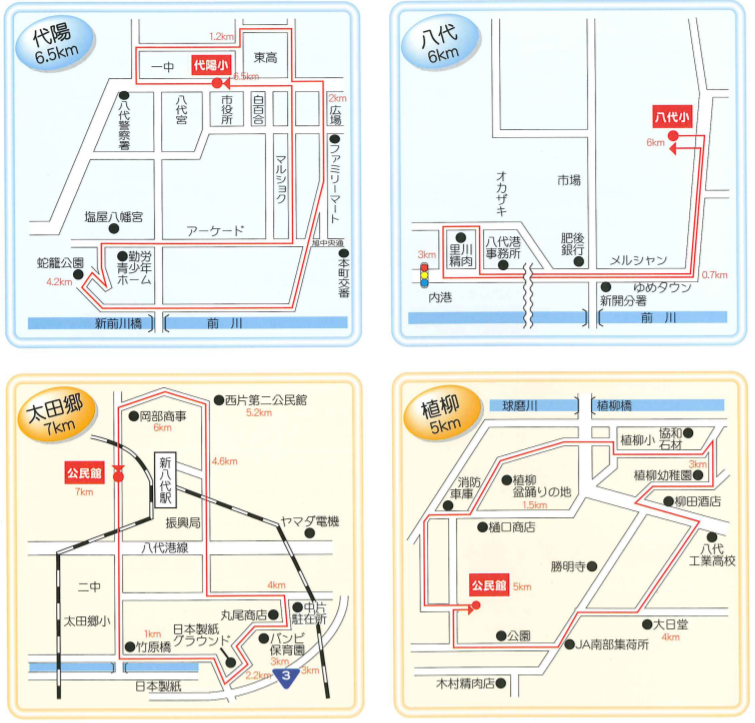 代陽
6.5km
1.2km
東高
一中
代陽小
6.5km
2km
広場
八代警察署
八代宮
市役所
白百合
マルショク
ファミリーマート
塩屋八幡宮
アーケード
旭中央通
蛇籠公園
4.2km
勤労
青少年
ホーム
本町交番
新前川橋
前 川
八代
6km
八代小
6km
市場
オカザキ
3km
里川
精肉
八代港
事務所
肥後
銀行
メルシャン
0.7km
内港
ゆめタウン
新開分署
前 川
太田郷
7km
西片第二公民館
5.2km
岡部商事
6km
公民館
7km
新八代駅
4.6km
振興局
ヤマダ電機
八代港線
二中
4km
太田郷小
丸尾商店
中片
駐在所
1km
竹原橋
日本製紙
グラウンド
バンビ
保育園
3km
3km
2.2km
3
日本製紙
植柳
5km
球磨川
植柳橋
植柳小
協和
石材
3km
消防
車庫
植柳
盆踊りの地
1.5km
植柳幼稚園
柳田酒店
樋口商店
八代
工業高校
勝明寺
公民館
5km
大日堂
4km
公園
JA南部集荷所
木村精肉店